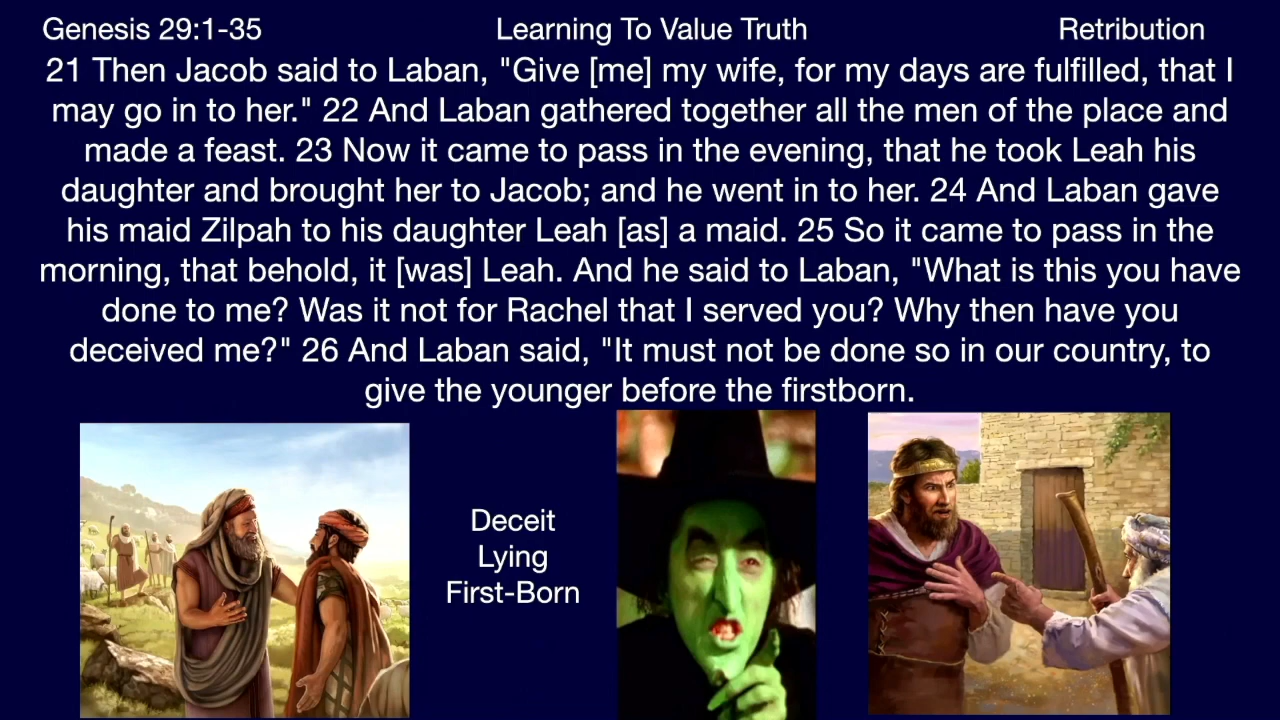 Genesis 29:1-35 Learning To Value Truth Retribution
21 Then Jacob said to Laban, "Give [me] my wife, for my days are fulfilled, that I
may go in to her." 22 And Laban gathered together all the men of the place and
made a feast. 23 Now it came to pass in the evening, that he took Leah his
daughter and brought her to Jacob; and he went in to her. 24 And Laban gave
his maid Zilpah to his daughter Leah [as] a maid. 25 So it came to pass in the
morning, that behold, it [was] Leah. And he said to Laban, "What is this you have
done to me? Was it not for Rachel that I served you? Why then have you
deceived me?" 26 And Laban said, "It must not be done so in our country, to
give the younger before the firstborn.
Deceit
Lying
First-Born